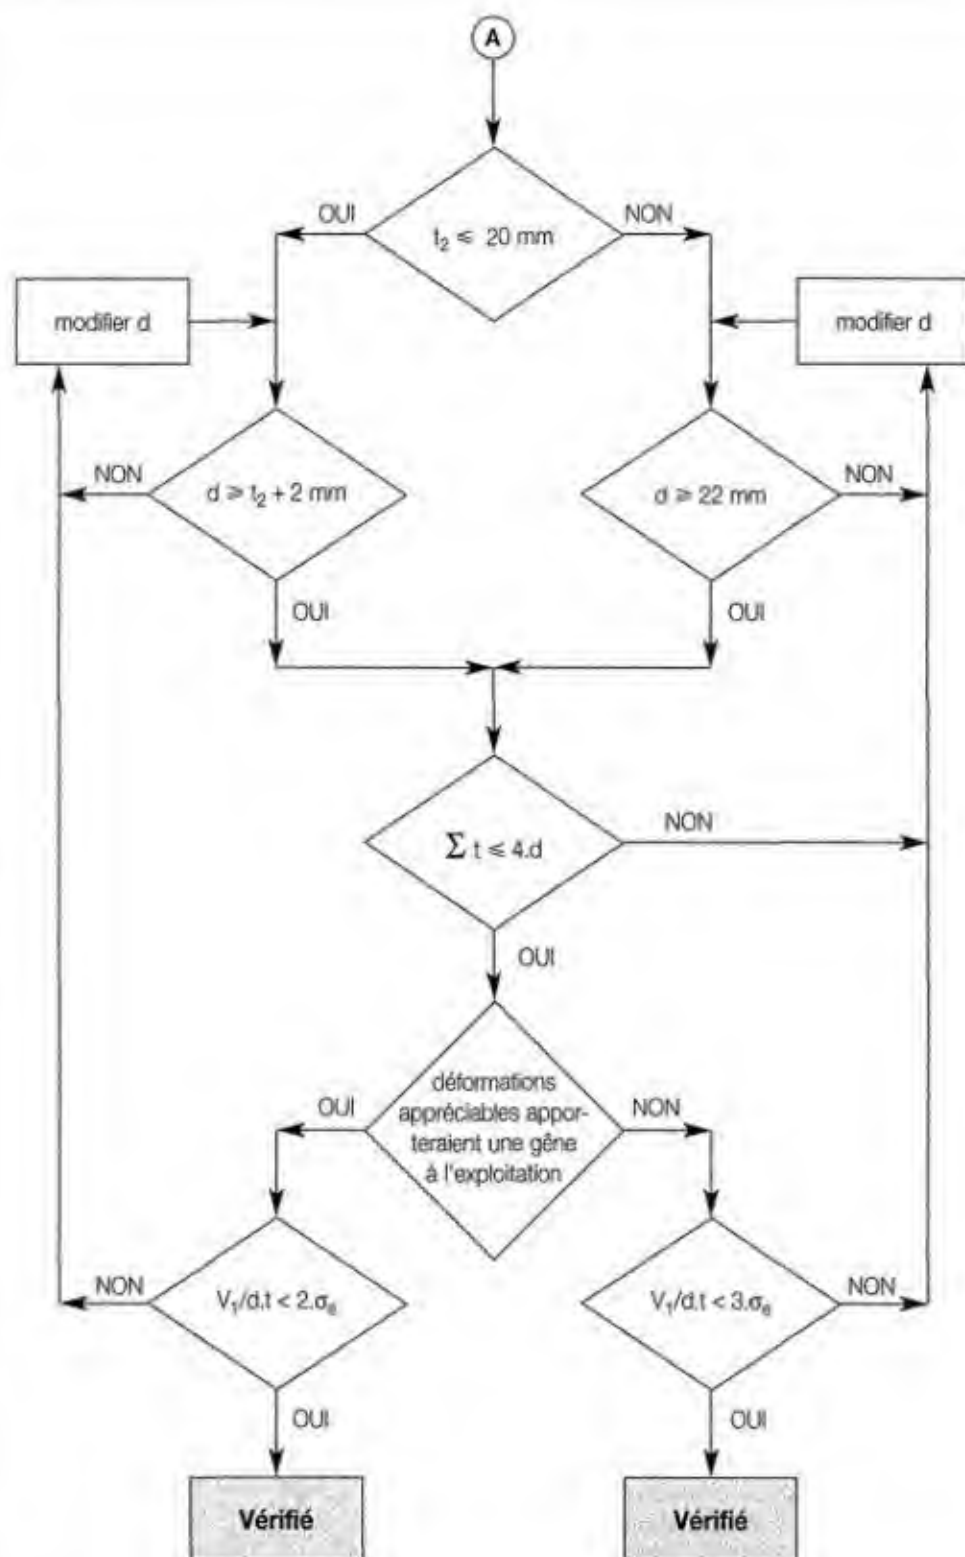 A
OUI
NON
t₂ ≤ 20 mm
modifier d
modifier d
NON
NON
d ≥ t₂ + 2 mm
d ≥ 22 mm
OUI
OUI
NON
Σ t ≤ 4.d
OUI
déformations
OUI
appréciables appor-
NON
teraient une gêne
à l'exploitation
NON
NON
V₁/d.t < 2.σₑ
V₁/d.t < 3.σₑ
OUI
OUI
Vérifié
Vérifié